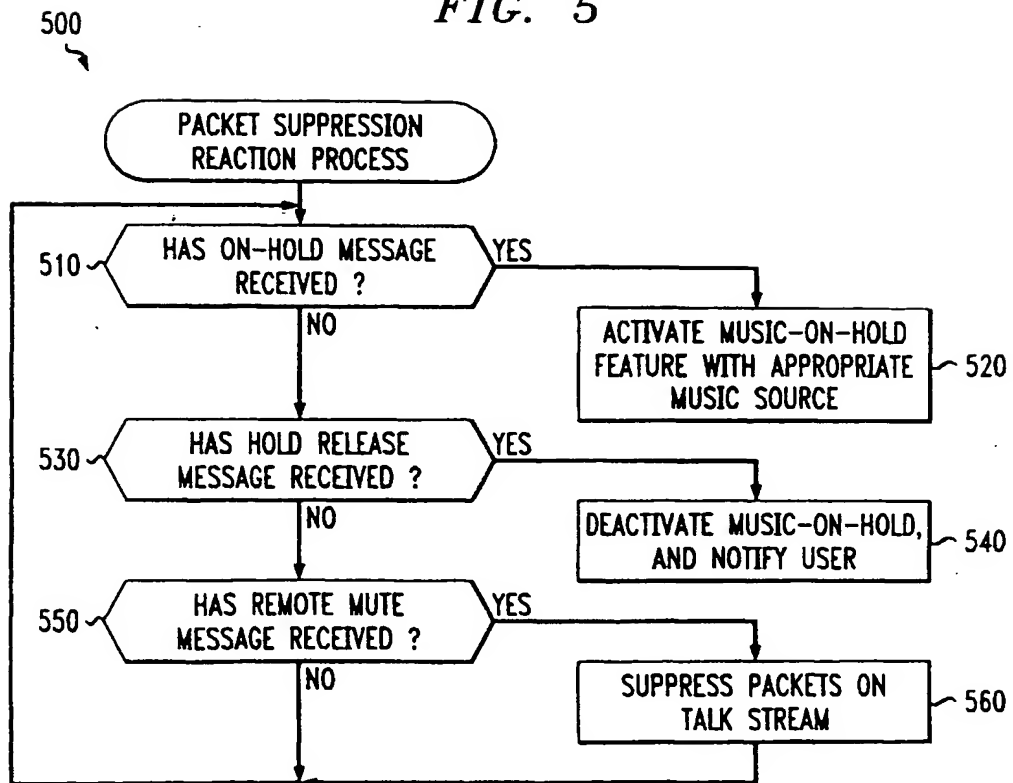 FIG. 5
500
PACKET SUPPRESSION
REACTION PROCESS
510
HAS ON-HOLD MESSAGE
RECEIVED ?
YES
NO
ACTIVATE MUSIC-ON-HOLD
FEATURE WITH APPROPRIATE
MUSIC SOURCE
520
530
HAS HOLD RELEASE
MESSAGE RECEIVED ?
YES
NO
DEACTIVATE MUSIC-ON-HOLD,
AND NOTIFY USER
540
550
HAS REMOTE MUTE
MESSAGE RECEIVED ?
YES
NO
SUPPRESS PACKETS ON
TALK STREAM
560